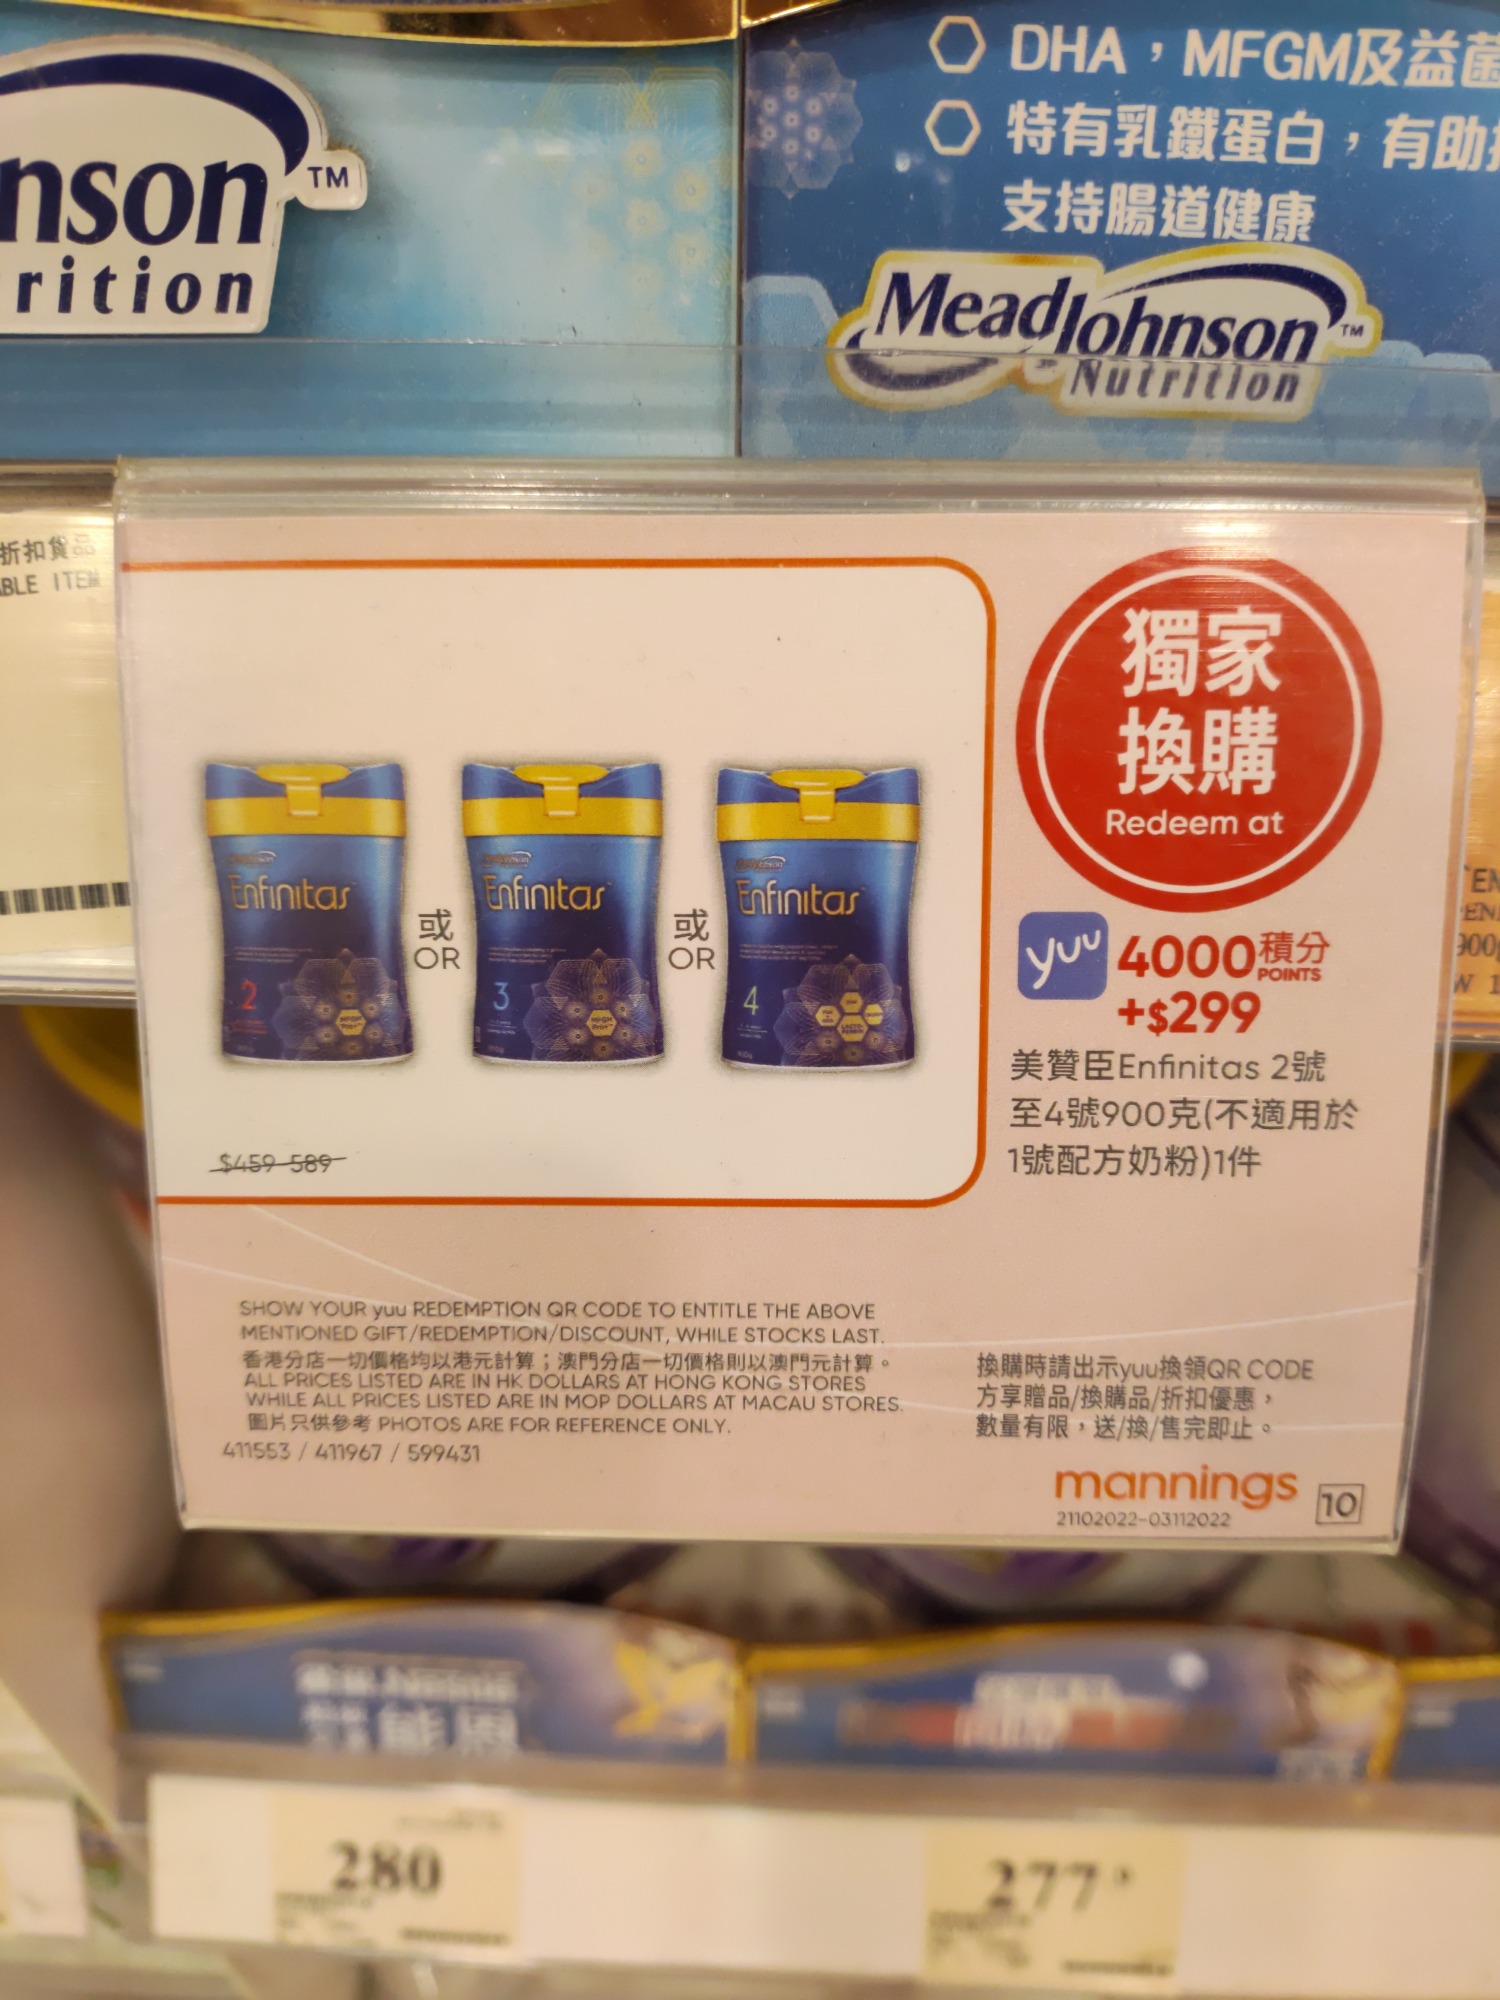 nson™
rition
DHA，MFGM及益菌
特有乳鐵蛋白，有助
支持腸道健康
MeadJohnson™
Nutrition
折扣貨品
ABLE ITEM
獨家
換購
Redeem at
yuu 4000積分
POINTS
+$299
美贊臣Enfinitas 2號
至4號900克(不適用於
1號配方奶粉)1件
Enfinitas
2
或
OR
Enfinitas
3
或
OR
Enfinitas
4
$459-589
SHOW YOUR yuu REDEMPTION QR CODE TO ENTITLE THE ABOVE
MENTIONED GIFT/REDEMPTION/DISCOUNT, WHILE STOCKS LAST.
香港分店一切價格均以港元計算；澳門分店一切價格則以澳門元計算。
ALL PRICES LISTED ARE IN HK DOLLARS AT HONG KONG STORES
WHILE ALL PRICES LISTED ARE IN MOP DOLLARS AT MACAU STORES.
圖片只供參考 PHOTOS ARE FOR REFERENCE ONLY.
411553 / 411967 / 599431
換購時請出示yuu換領QR CODE
方享贈品/換購品/折扣優惠，
數量有限，送/換/售完即止。
mannings
21102022-03112022
10
280
277